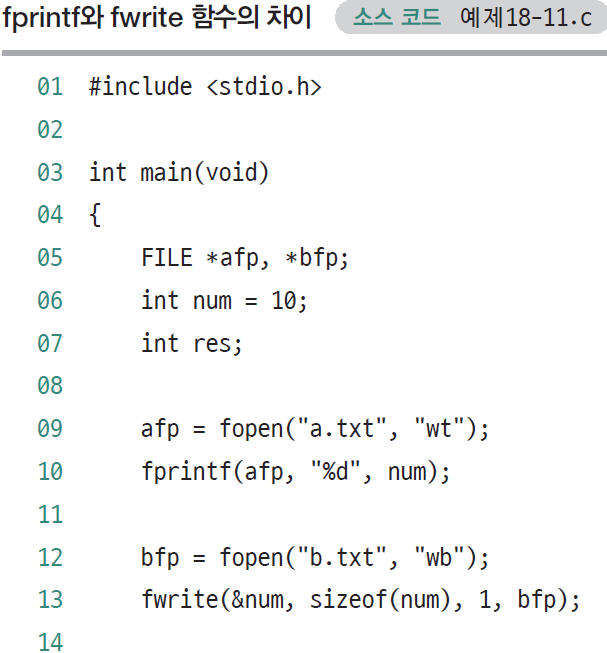 fprintf와 fwrite 함수의 차이 소스 코드 예제18-11.c
01 #include <stdio.h>
02
03 int main(void)
04 {
05     FILE *afp, *bfp;
06     int num = 10;
07     int res;
08
09     afp = fopen("a.txt", "wt");
10     fprintf(afp, "%d", num);
11
12     bfp = fopen("b.txt", "wb");
13     fwrite(&num, sizeof(num), 1, bfp);
14